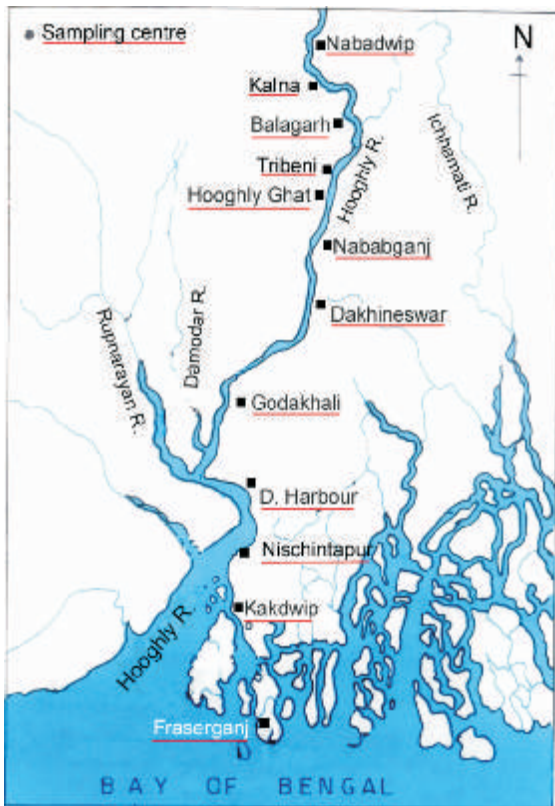 Sampling centre
N
Nabadwip
Kalna
Balagarh
Tribeni
Hooghly Ghat
Hooghly R.
Ichhamati R.
Nababganj
Dakhineswar
Rupnarayan R.
Damodar R.
Godakhali
D. Harbour
Nischintapur
Kakdwip
Hooghly R.
Fraserganj
BAY OF BENGAL